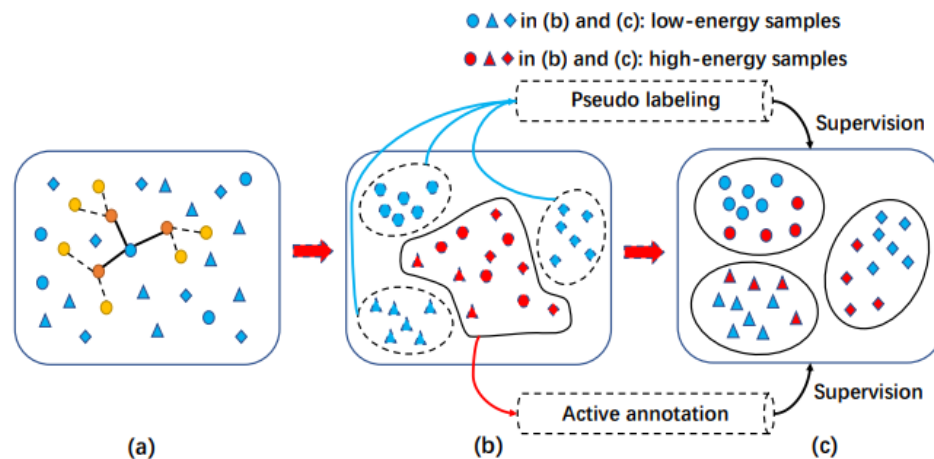 in (b) and (c): low-energy samples
in (b) and (c): high-energy samples
Pseudo labeling
Supervision
Active annotation
Supervision
(a)
(b)
(c)